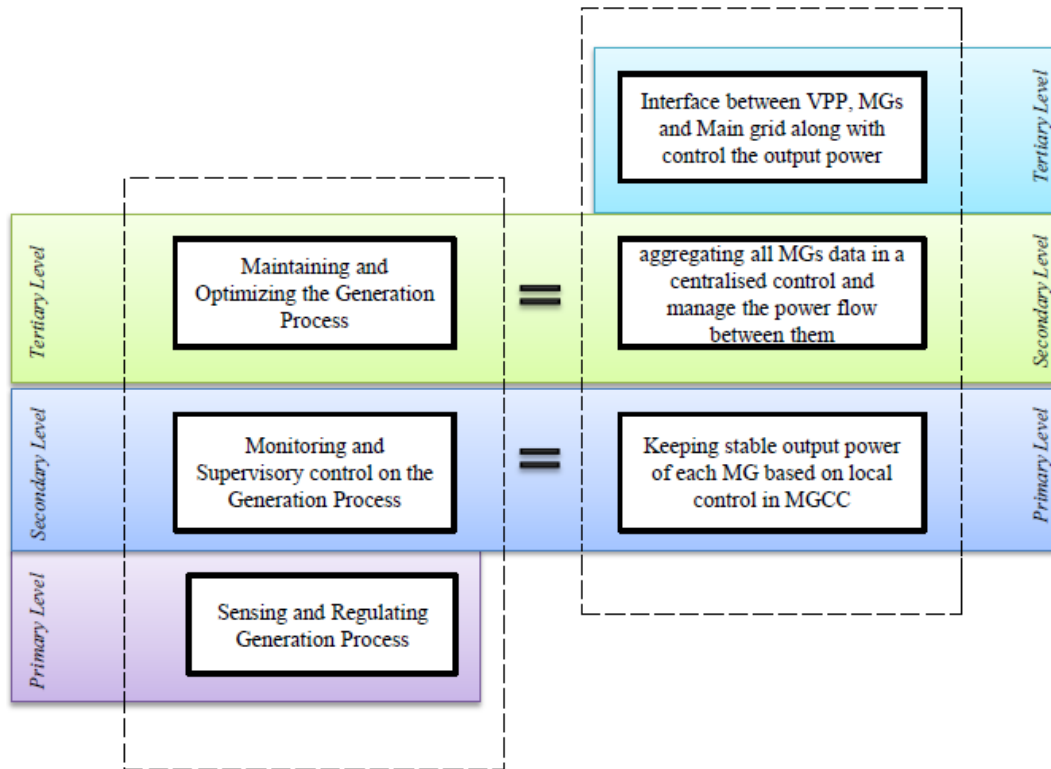 Interface between VPP, MGs
and Main grid along with
control the output power
Tertiary Level
Tertiary Level
Maintaining and
Optimizing the Generation
Process
=
aggregating all MGs data in a
centralised control and
manage the power flow
between them
Secondary Level
Secondary Level
Monitoring and
Supervisory control on the
Generation Process
=
Keeping stable output power
of each MG based on local
control in MGCC
Primary Level
Primary Level
Sensing and Regulating
Generation Process